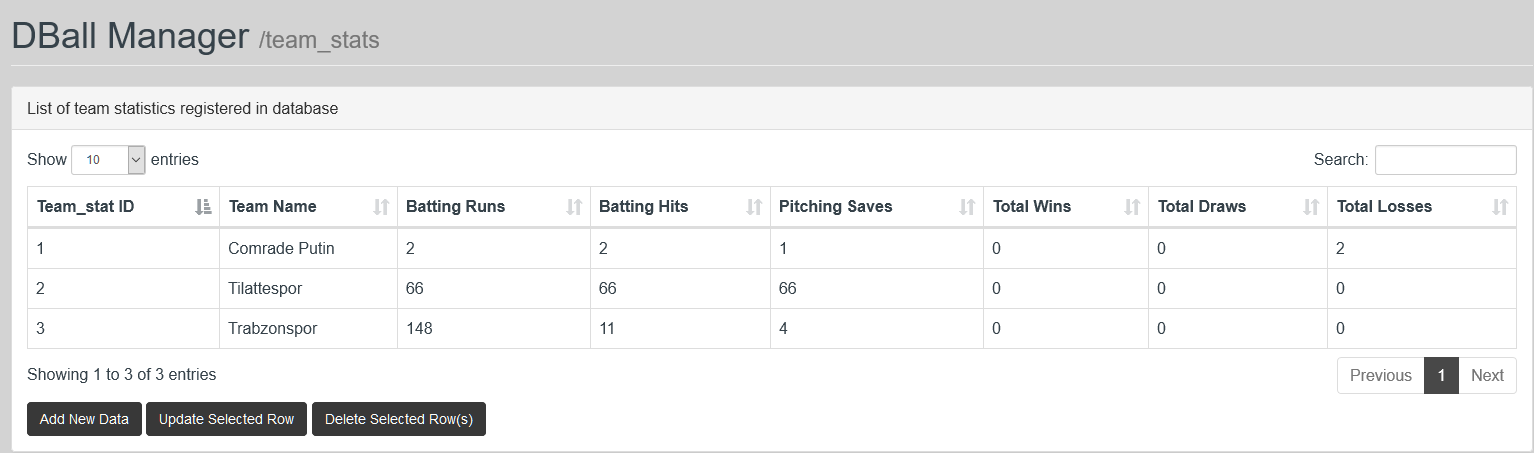 DBall Manager /team_stats
List of team statistics registered in database
Show 10 entries Search:
Team_stat ID Team Name Batting Runs Batting Hits Pitching Saves Total Wins Total Draws Total Losses
1 Comrade Putin 2 2 1 0 0 2
2 Tilattespor 66 66 66 0 0 0
3 Trabzonspor 148 11 4 0 0 0
Showing 1 to 3 of 3 entries Previous 1 Next
Add New Data Update Selected Row Delete Selected Row(s)